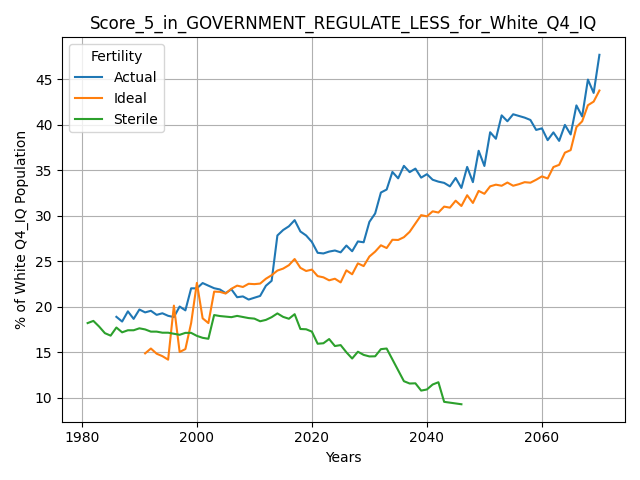 Score_5_in_GOVERNMENT_REGULATE_LESS_for_White_Q4_IQ
Fertility
Actual
Ideal
Sterile
% of White Q4_IQ Population
45
40
35
30
25
20
15
10
1980
2000
2020
2040
2060
Years